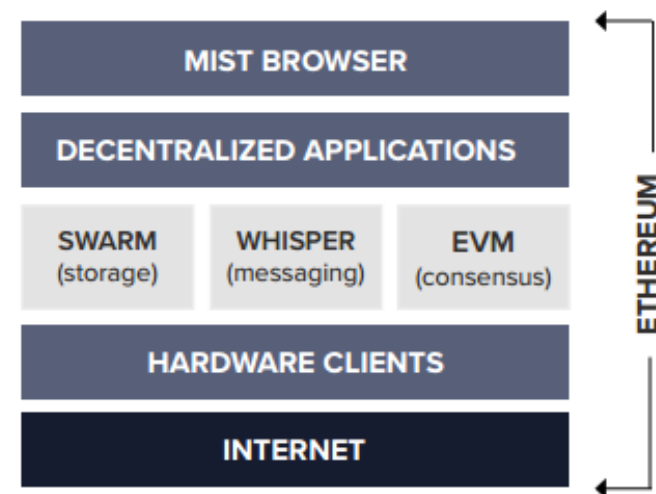 MIST BROWSER
DECENTRALIZED APPLICATIONS
SWARM
(storage)
WHISPER
(messaging)
EVM
(consensus)
HARDWARE CLIENTS
INTERNET
ETHEREUM